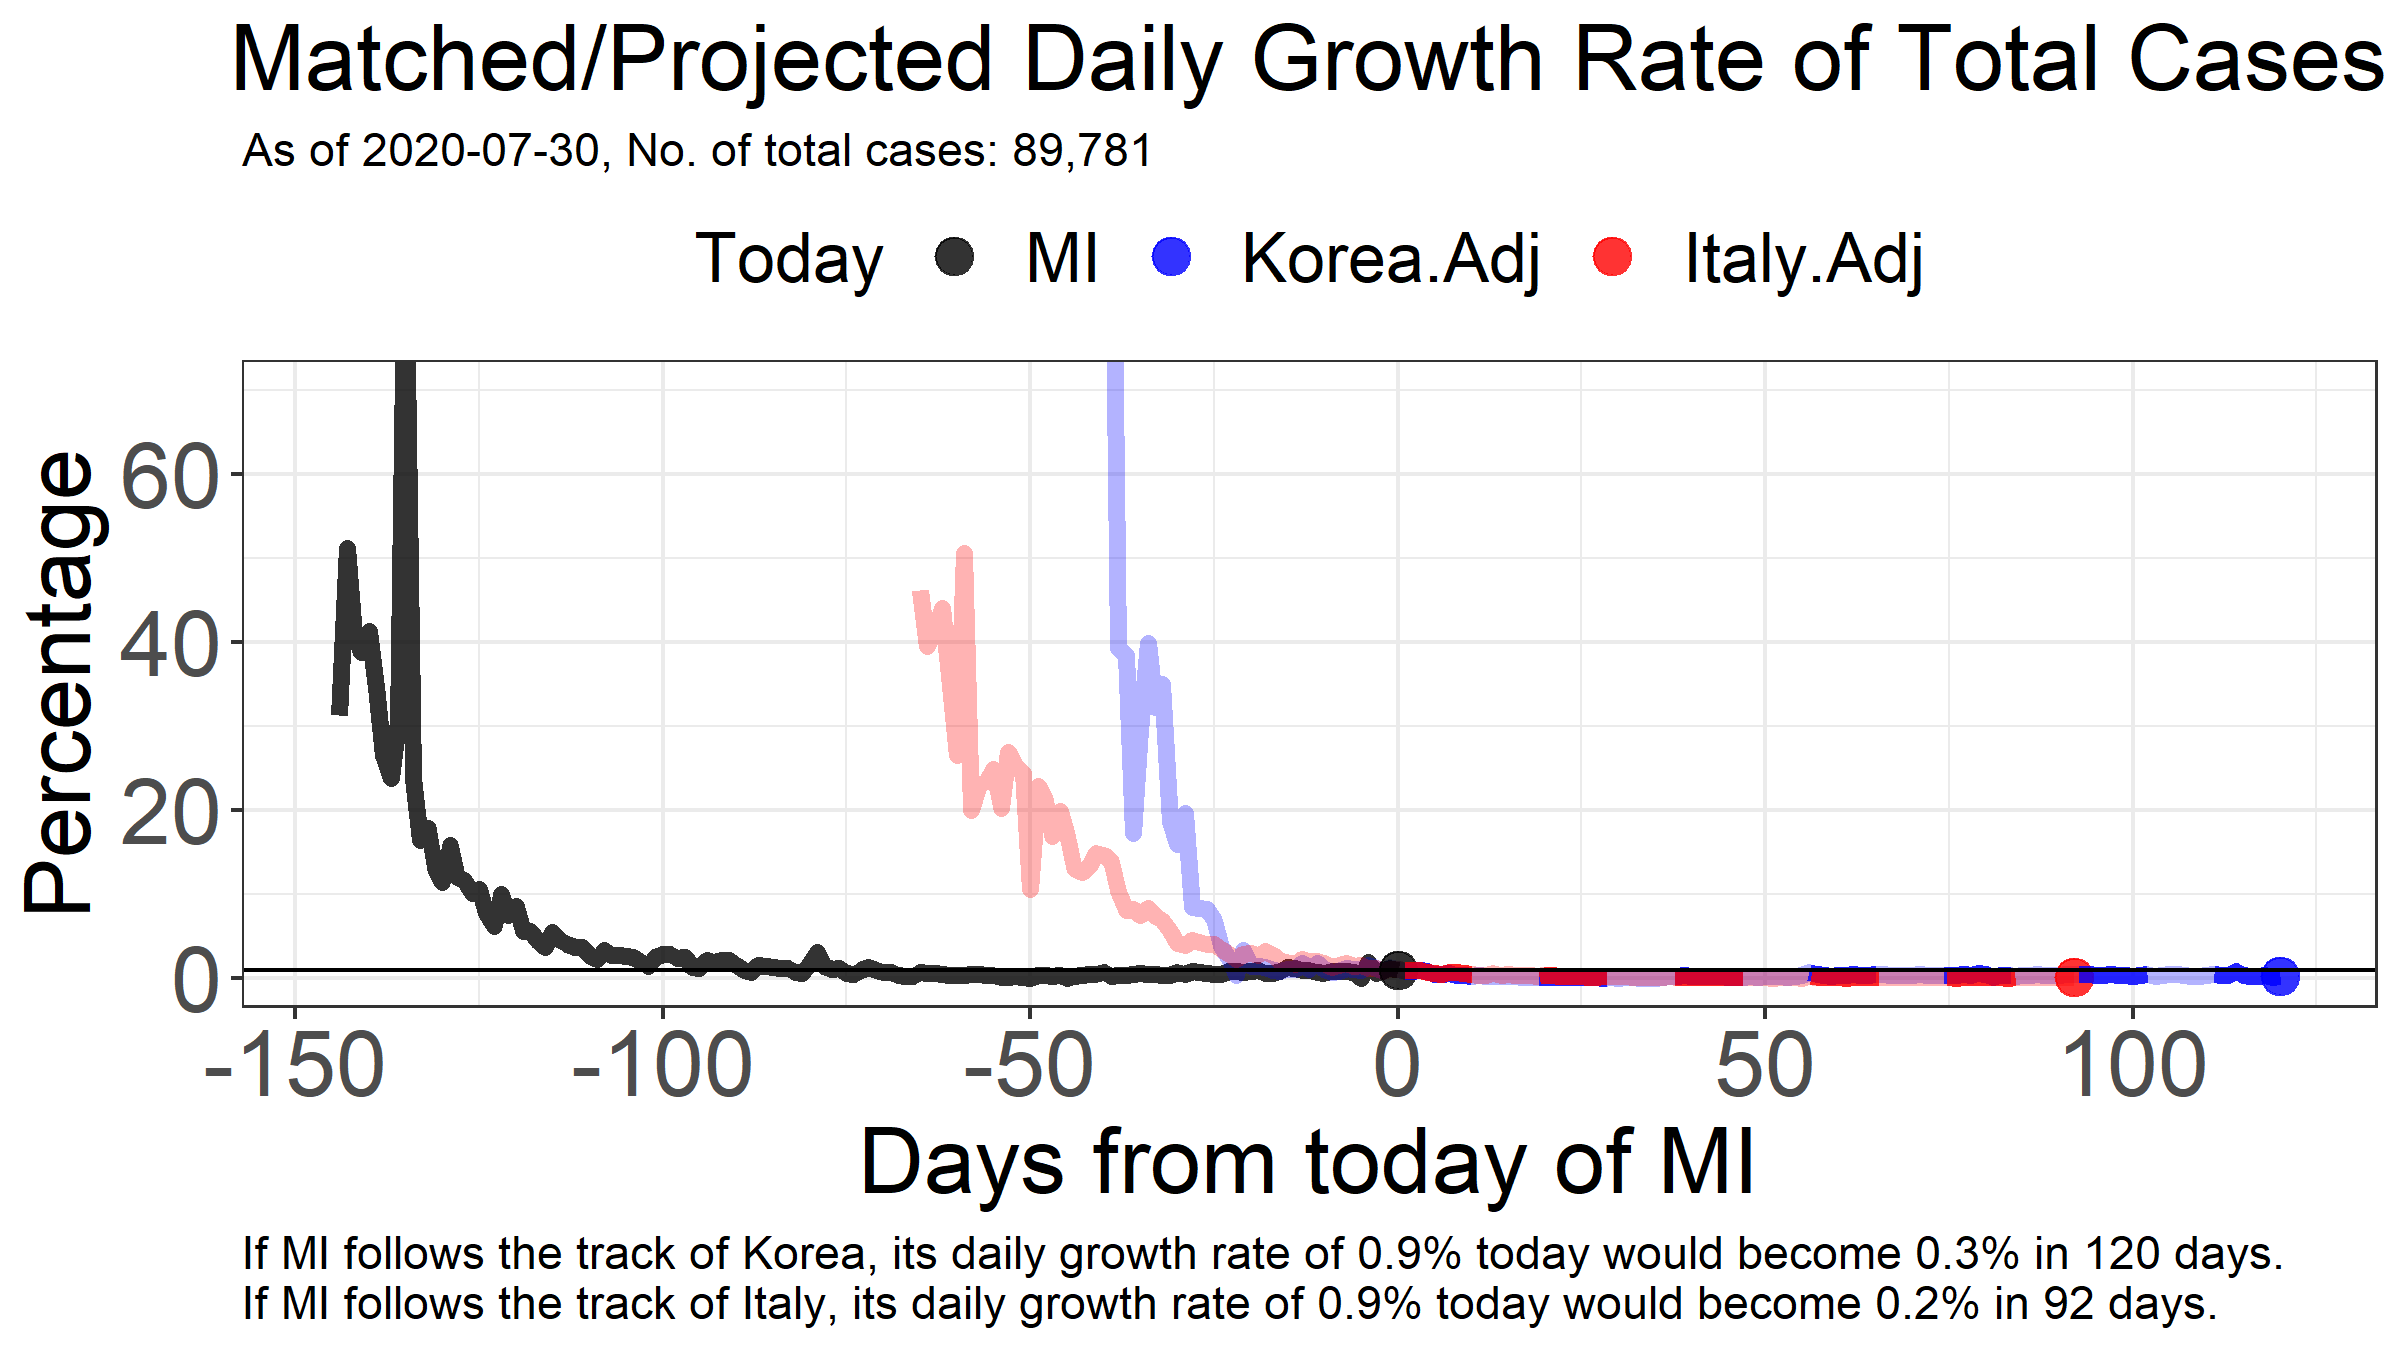 Matched/Projected Daily Growth Rate of Total Cases
As of 2020-07-30, No. of total cases: 89,781
Today MI Korea.Adj Italy.Adj
Percentage
60
40
20
0
-150 -100 -50 0 50 100
Days from today of MI
If MI follows the track of Korea, its daily growth rate of 0.9% today would become 0.3% in 120 days.
If MI follows the track of Italy, its daily growth rate of 0.9% today would become 0.2% in 92 days.